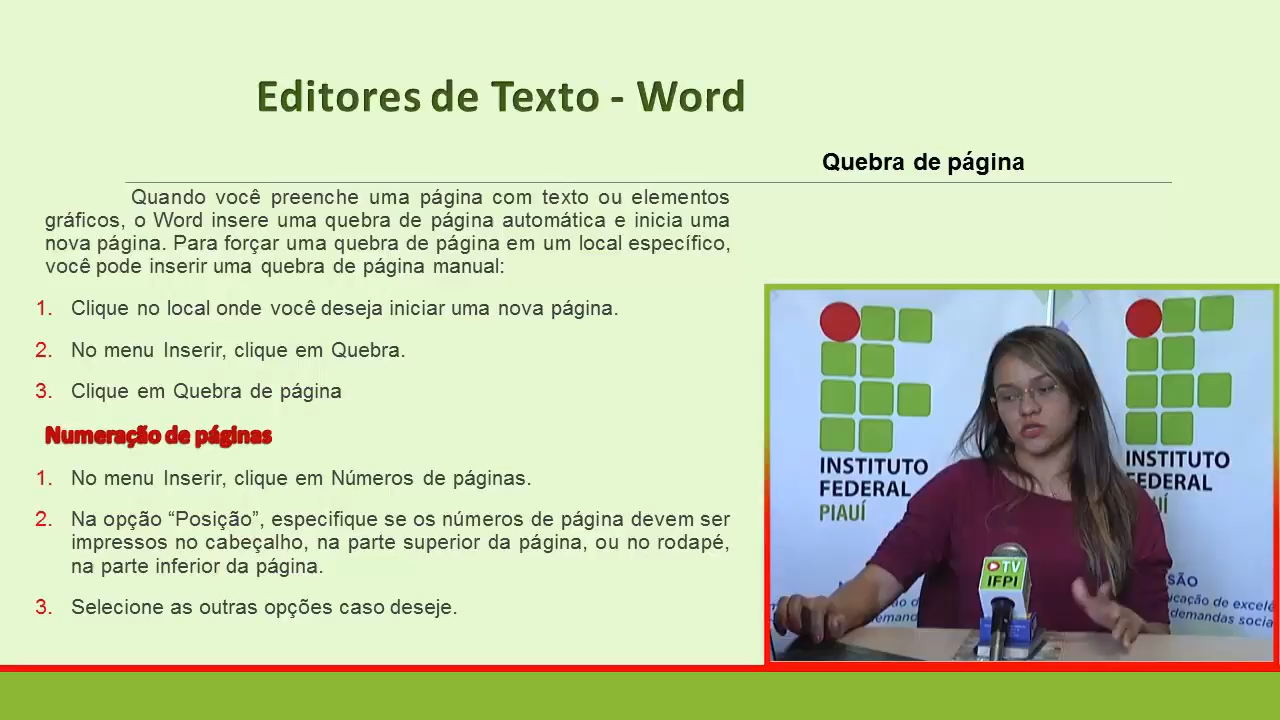 Editores de Texto - Word
Quebra de página
Quando você preenche uma página com texto ou elementos
gráficos, o Word insere uma quebra de página automática e inicia uma
nova página. Para forçar uma quebra de página em um local específico,
você pode inserir uma quebra de página manual:
1. Clique no local onde você deseja iniciar uma nova página.
2. No menu Inserir, clique em Quebra.
3. Clique em Quebra de página
Numeração de páginas
1. No menu Inserir, clique em Números de páginas.
2. Na opção “Posição”, especifique se os números de página devem ser
impressos no cabeçalho, na parte superior da página, ou no rodapé,
na parte inferior da página.
3. Selecione as outras opções caso deseje.
INSTITUTO
FEDERAL
PIAUÍ
INSTITUTO
FEDERAL
TV
IFPI